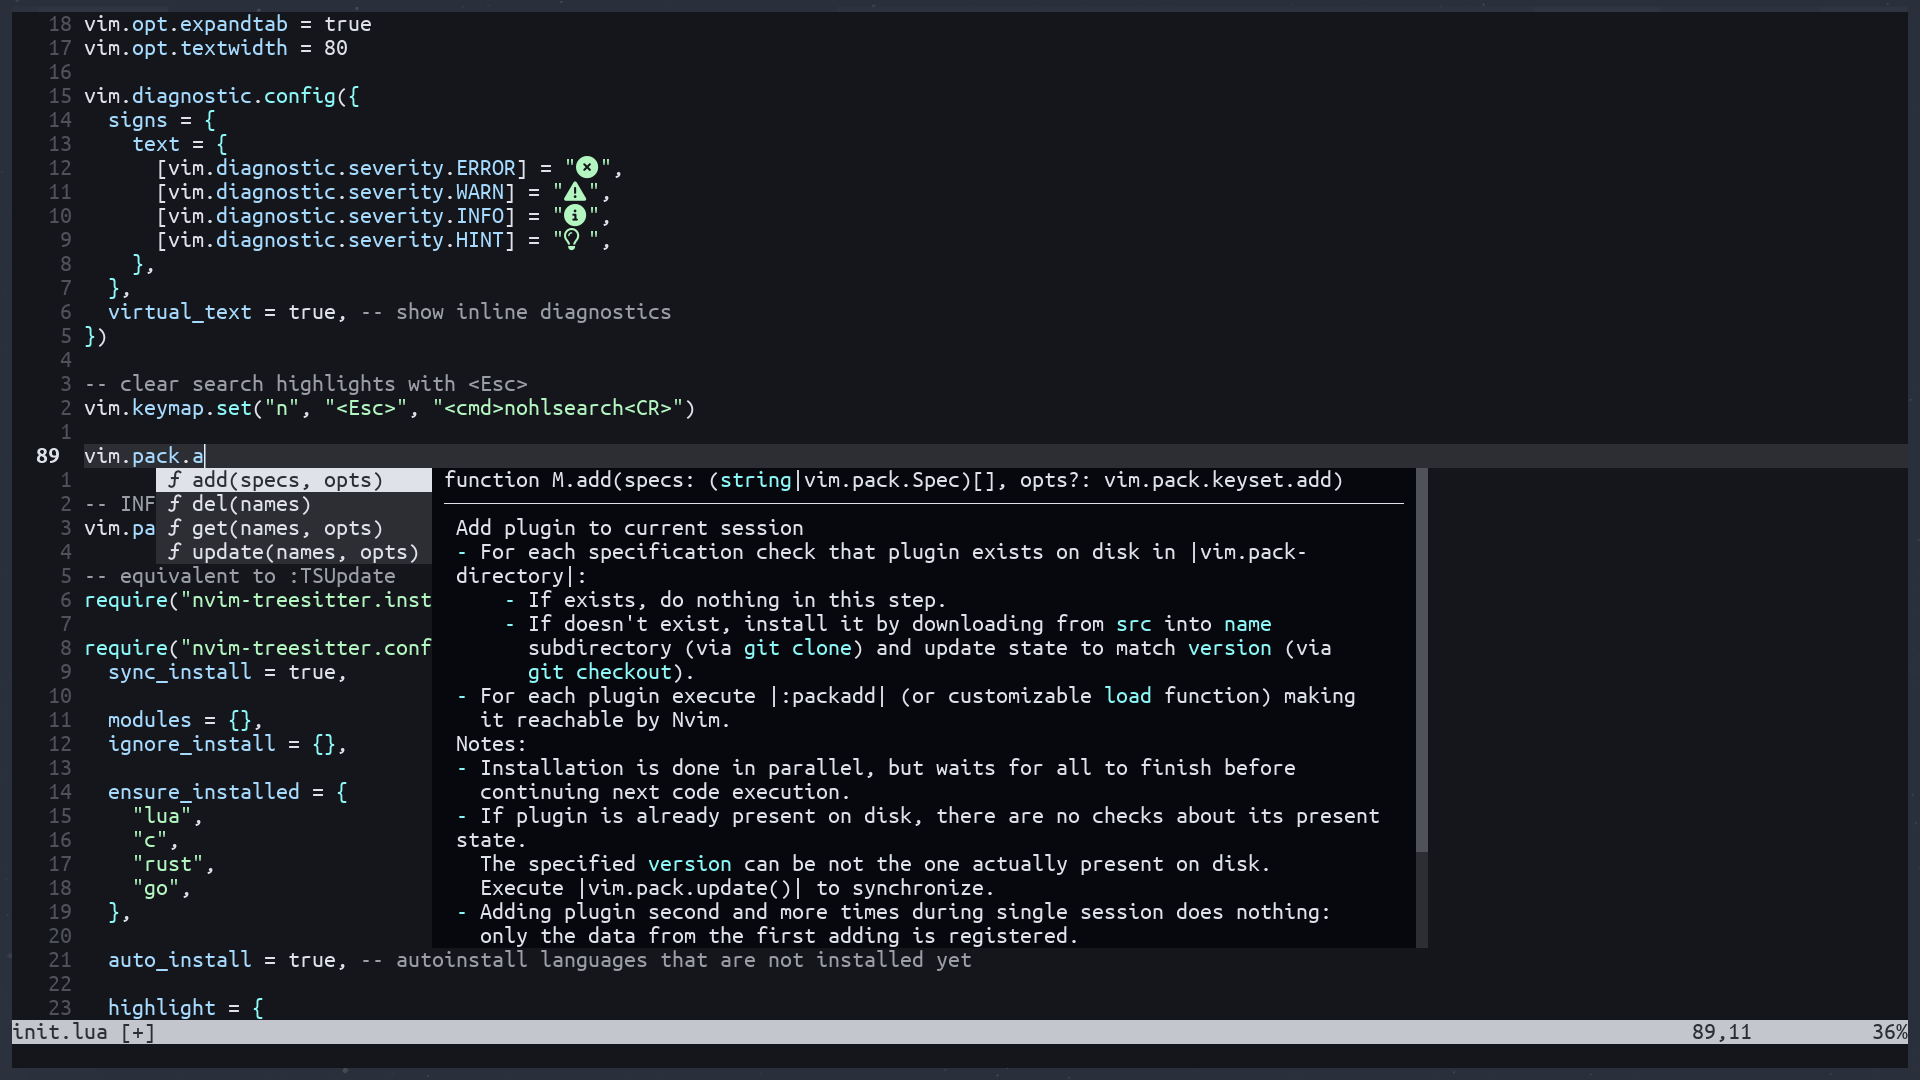 18 vim.opt.expandtab = true
17 vim.opt.textwidth = 80
16
15 vim.diagnostic.config({
14   signs = {
13     text = {
12       [vim.diagnostic.severity.ERROR] = "",
11       [vim.diagnostic.severity.WARN] = "",
10       [vim.diagnostic.severity.INFO] = "",
9       [vim.diagnostic.severity.HINT] = " ",
8     },
7   },
6   virtual_text = true, -- show inline diagnostics
5 })
4
3 -- clear search highlights with <Esc>
2 vim.keymap.set("n", "<Esc>", "<cmd>nohlsearch<CR>")
1
89 vim.pack.a
1 ƒ add(specs, opts) function M.add(specs: (string|vim.pack.Spec)[], opts?: vim.pack.keyset.add)
2 -- INF ƒ del(names)
3 vim.pa ƒ get(names, opts) Add plugin to current session
4 ƒ update(names, opts) - For each specification check that plugin exists on disk in |vim.pack-
5 -- equivalent to :TSUpdate directory|:
6 require("nvim-treesitter.inst - If exists, do nothing in this step.
7 - If doesn't exist, install it by downloading from src into name
8 require("nvim-treesitter.conf subdirectory (via git clone) and update state to match version (via
9   sync_install = true, git checkout).
10 - For each plugin execute |:packadd| (or customizable load function) making
11   modules = {}, it reachable by Nvim.
12   ignore_install = {}, Notes:
13 - Installation is done in parallel, but waits for all to finish before
14   ensure_installed = { continuing next code execution.
15     "lua", - If plugin is already present on disk, there are no checks about its present
16     "c", state.
17     "rust", The specified version can be not the one actually present on disk.
18     "go", Execute |vim.pack.update()| to synchronize.
19   }, - Adding plugin second and more times during single session does nothing:
20 only the data from the first adding is registered.
21   auto_install = true, -- autoinstall languages that are not installed yet
22
23   highlight = {
init.lua [+] 89,11 36%